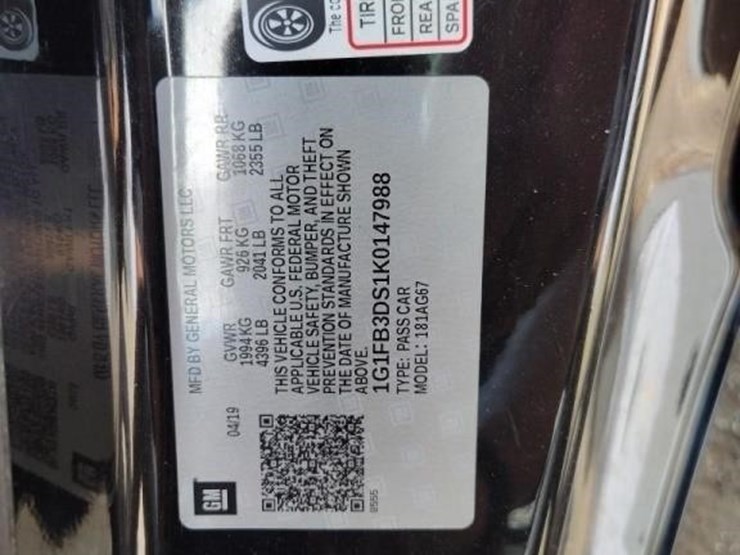 The co
TIR
FRO
REA
SPA
GM
MFD BY GENERAL MOTORS LLC
04/19
GVWR GAWR FRT GAWR RR
1994 KG 926 KG 1068 KG
4396 LB 2041 LB 2355 LB
THIS VEHICLE CONFORMS TO ALL
APPLICABLE U.S. FEDERAL MOTOR
VEHICLE SAFETY, BUMPER, AND THEFT
PREVENTION STANDARDS IN EFFECT ON
THE DATE OF MANUFACTURE SHOWN
ABOVE.
1G1FB3DS1K0147988
TYPE: PASS CAR
MODEL: 181AG67